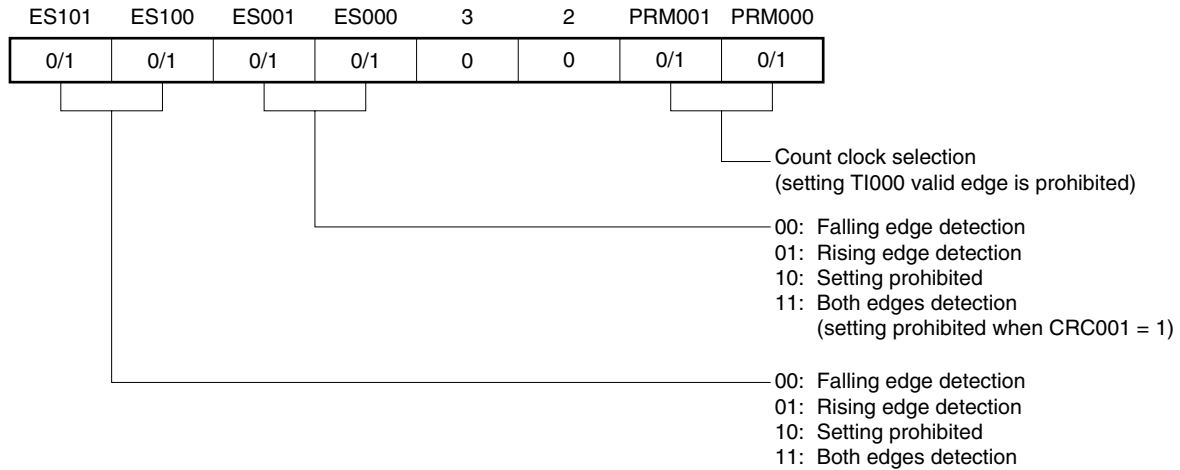 ES101 ES100 ES001 ES000 3 2 PRM001 PRM000
0/1 0/1 0/1 0/1 0 0 0/1 0/1
Count clock selection
(setting TI000 valid edge is prohibited)
00: Falling edge detection
01: Rising edge detection
10: Setting prohibited
11: Both edges detection
(setting prohibited when CRC001 = 1)
00: Falling edge detection
01: Rising edge detection
10: Setting prohibited
11: Both edges detection